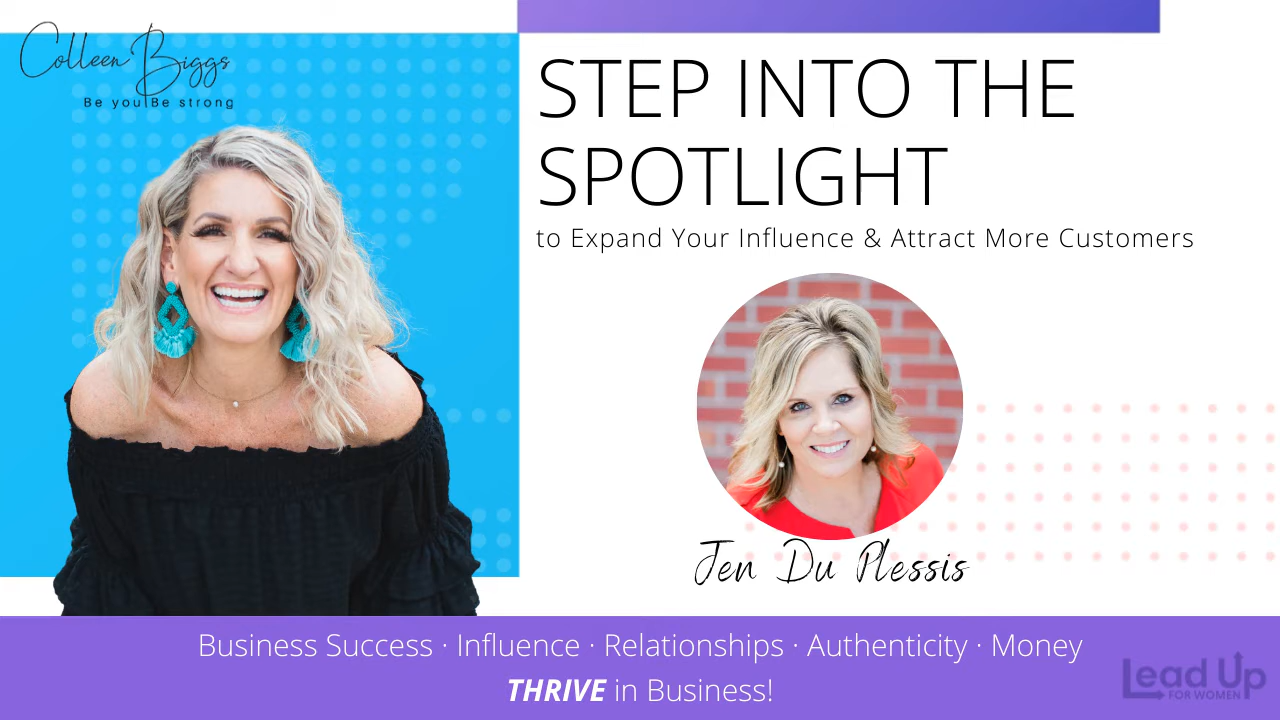 Colleen Biggs
Be you|Be strong
STEP INTO THE
SPOTLIGHT
to Expand Your Influence & Attract More Customers
Jen Du Plessis
Business Success · Influence · Relationships · Authenticity · Money
THRIVE in Business!
Lead Up
FOR WOMEN